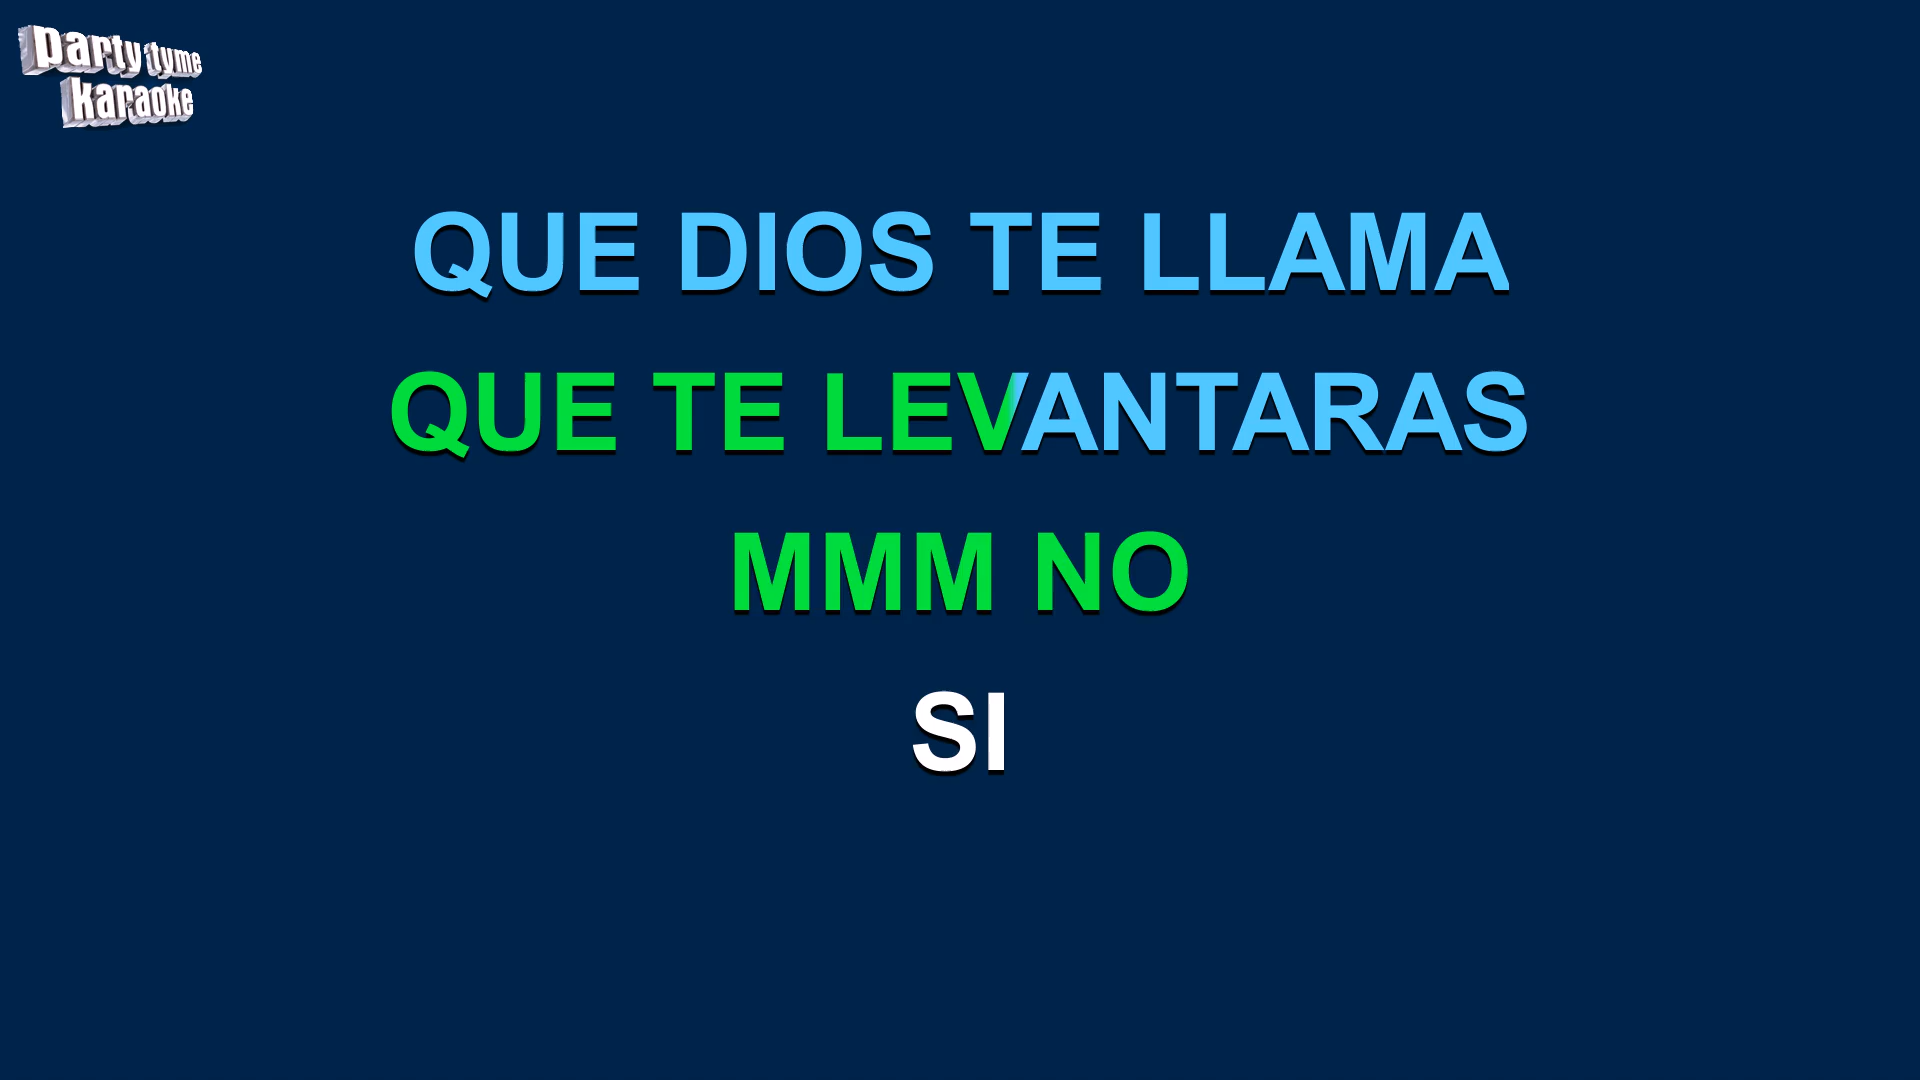 party tyme
karaoke
QUE DIOS TE LLAMA
QUE TE LEVANTARAS
MMM NO
SI